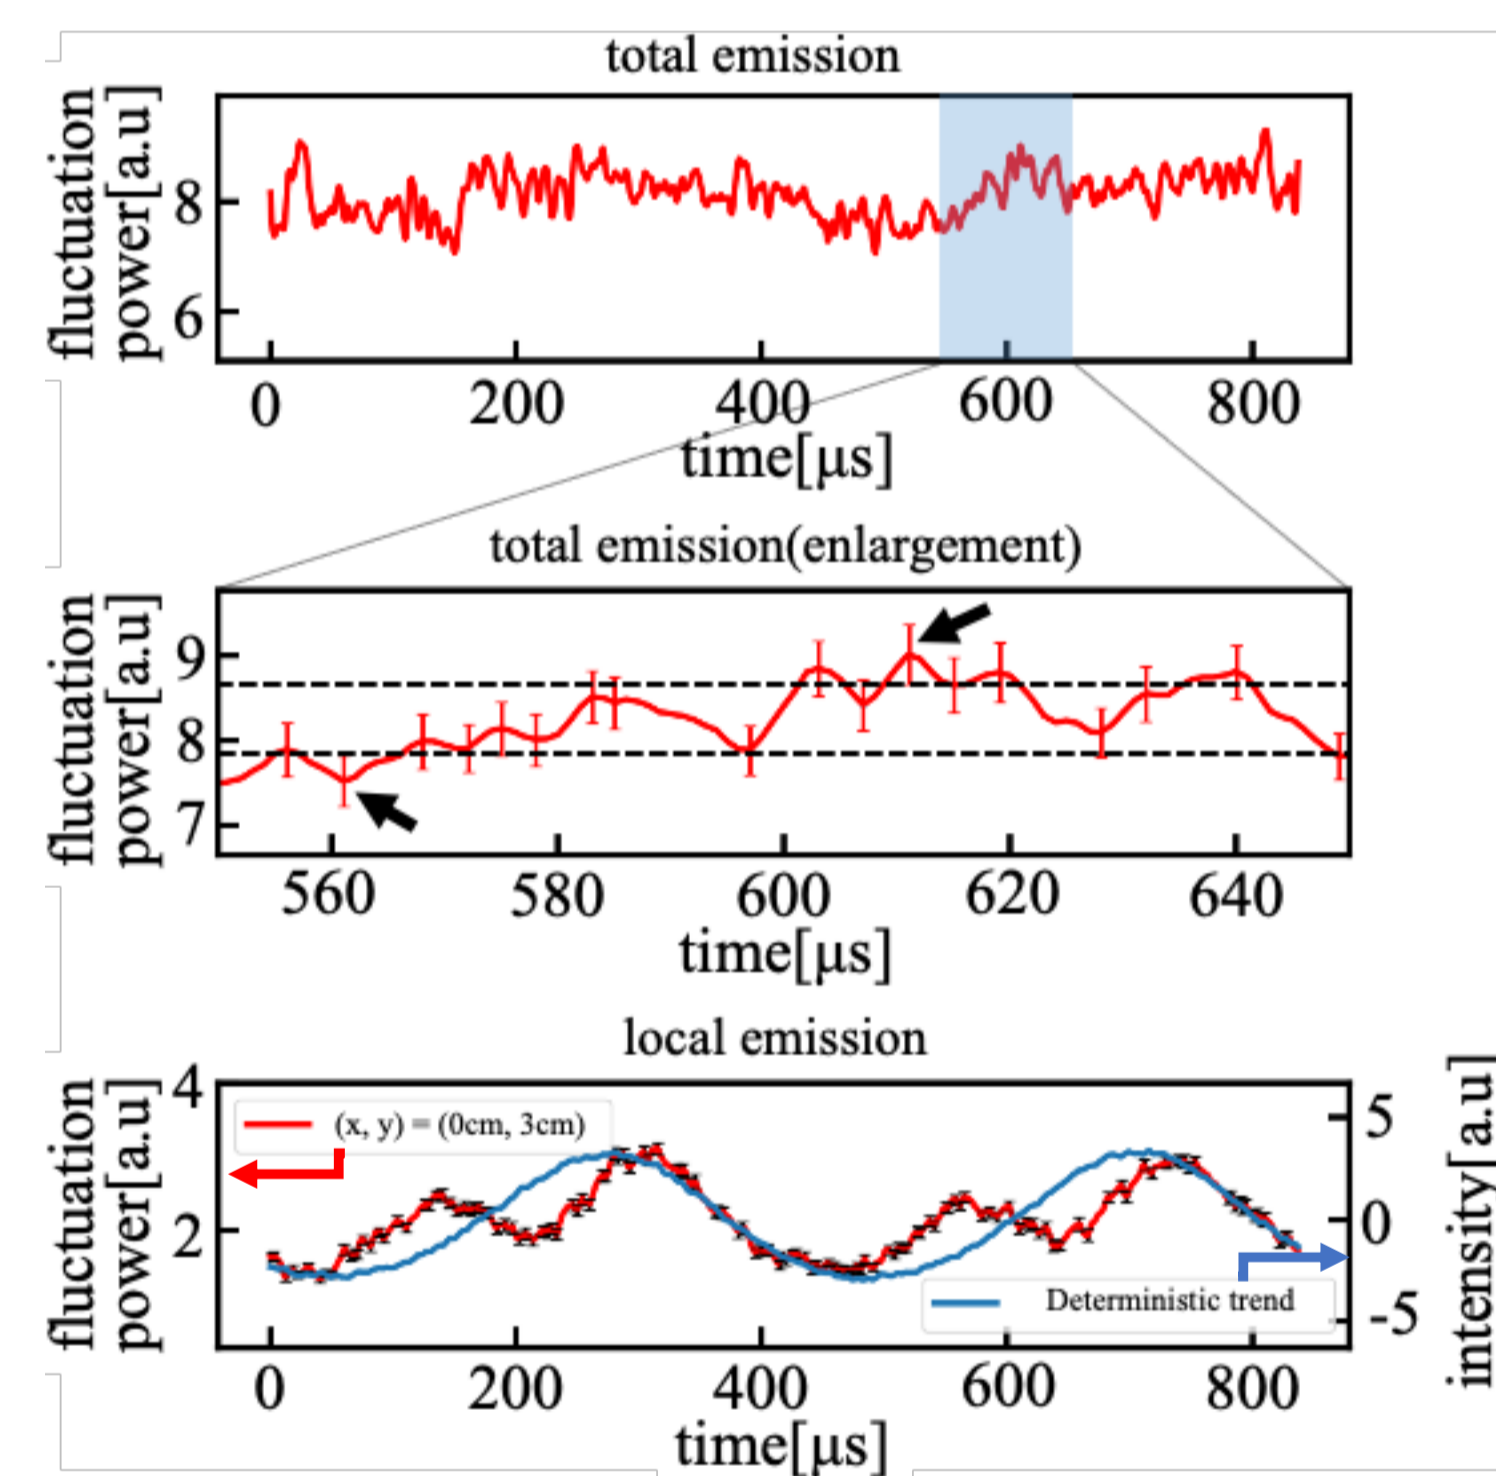 total emission
fluctuation
power[a.u]
8
6
0 200 400 600 800
time[μs]
total emission(enlargement)
fluctuation
power[a.u]
9
8
7
560 580 600 620 640
time[μs]
local emission
fluctuation
power[a.u]
4
2
(x, y) = (0cm, 3cm)
Deterministic trend
5
0
-5
intensity[a.u]
0 200 400 600 800
time[μs]